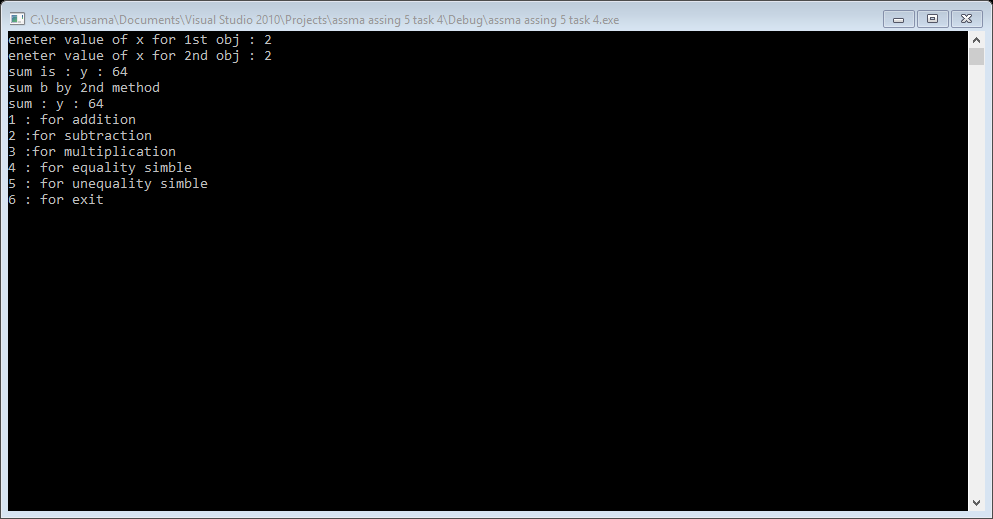 C:\Users\usama\Documents\Visual Studio 2010\Projects\assma assing 5 task 4\Debug\assma assing 5 task 4.exe
eneter value of x for 1st obj : 2
eneter value of x for 2nd obj : 2
sum is : y : 64
sum b by 2nd method
sum : y : 64
1 : for addition
2 :for subtraction
3 :for multiplication
4 : for equality simble
5 : for unequality simble
6 : for exit